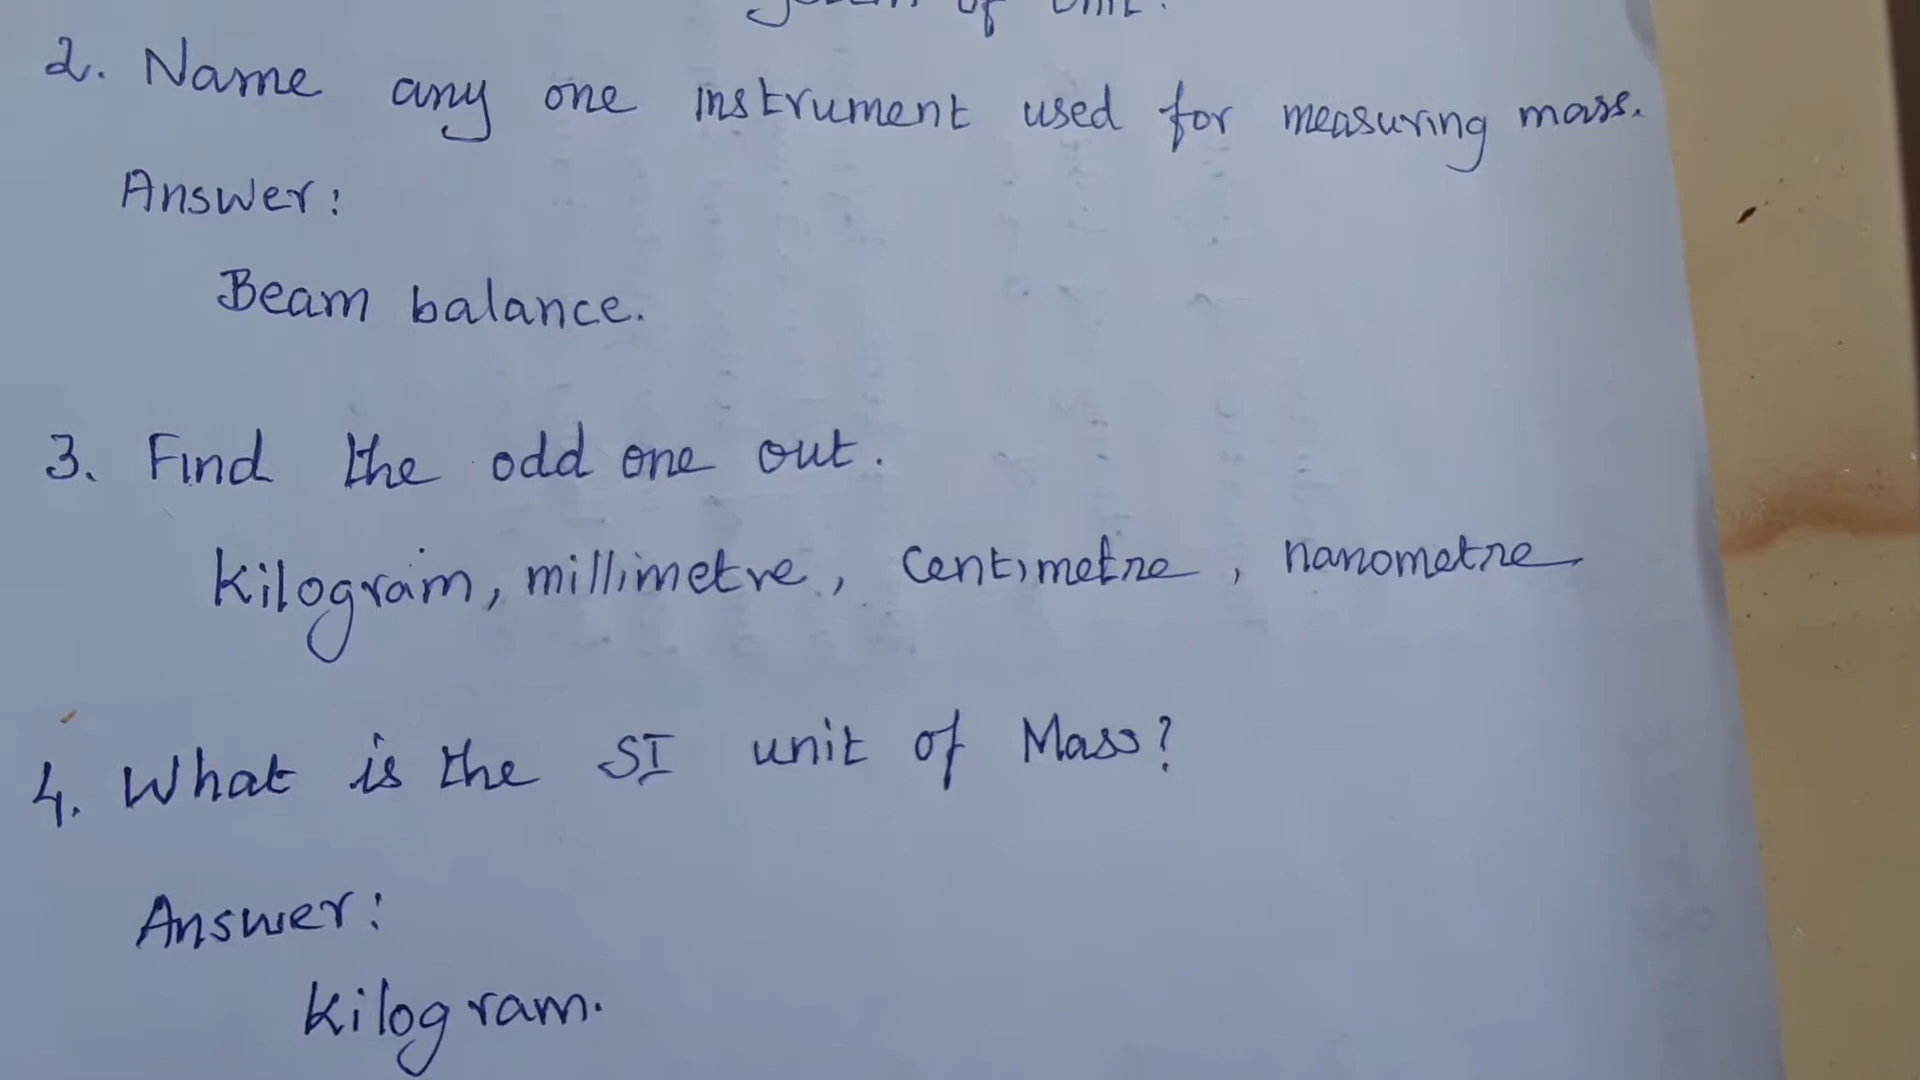 of
2. Name any one instrument used for measuring mass.
Answer:
Beam balance.
3. Find the odd one out.
Kilogram, millimetre, centimetre, nanometre
4. What is the SI unit of Mass?
Answer:
Kilogram.